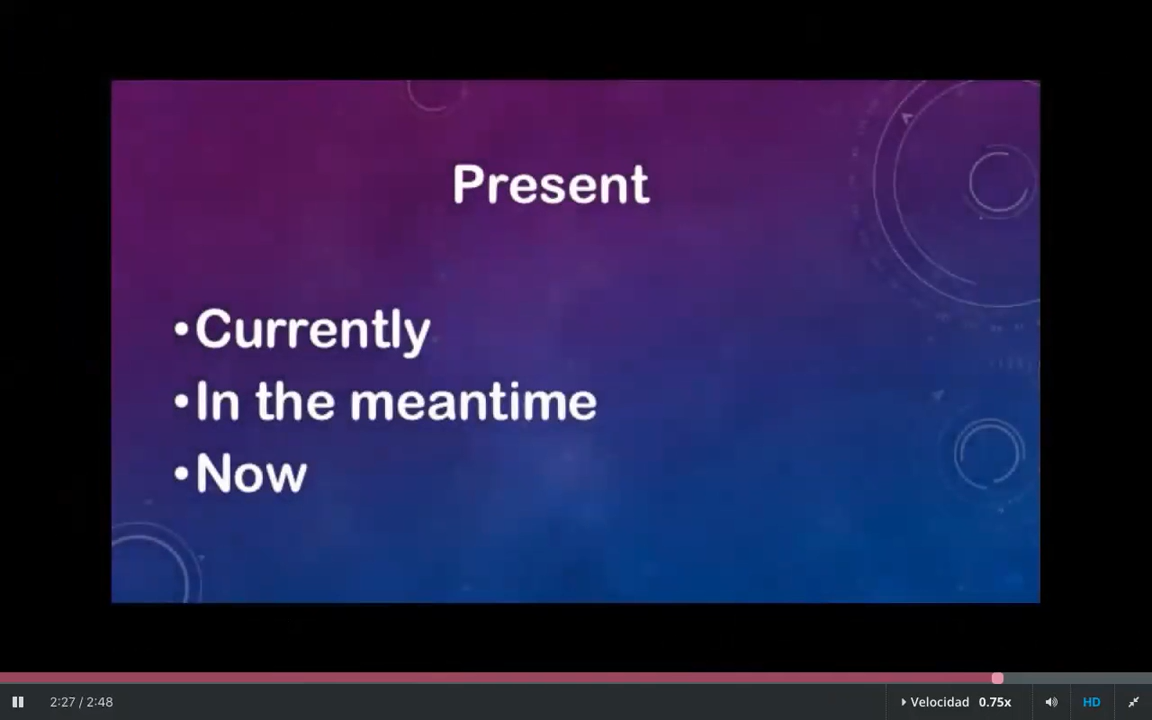 Present
•Currently
•In the meantime
•Now
2:27 / 2:48
Velocidad 0.75x
HD